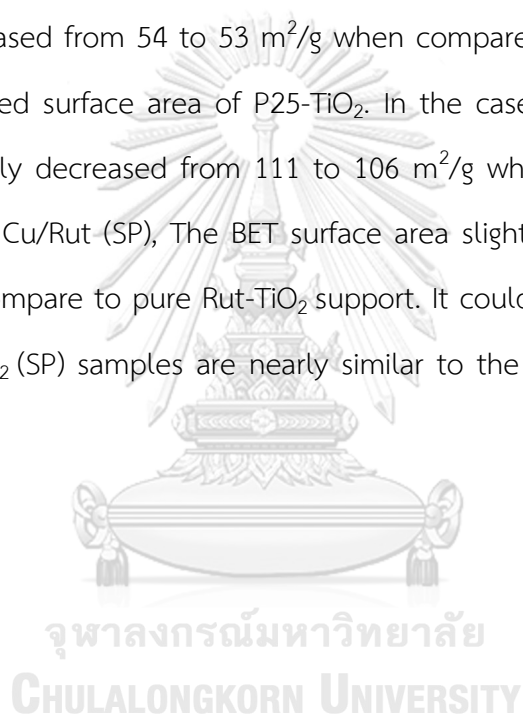 ased from 54 to 53 m²/g when compare
ed surface area of P25-TiO₂. In the case
ly decreased from 111 to 106 m²/g wh
Cu/Rut (SP), The BET surface area slight
ompare to pure Rut-TiO₂ support. It coul
₂ (SP) samples are nearly similar to the
จุฬาลงกรณ์มหาวิทยาลัย
CHULALONGKORN UNIVERSITY